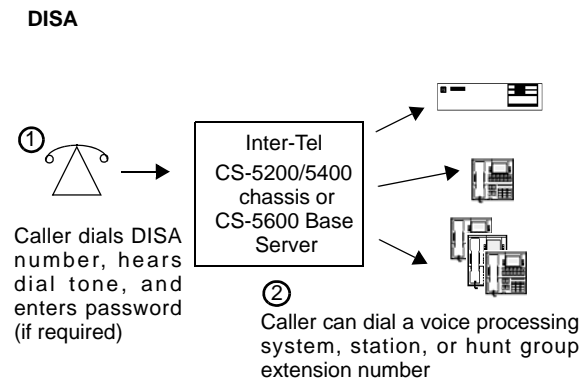 DISA
1
Inter-Tel
CS-5200/5400
chassis or
CS-5600 Base
Server
Caller dials DISA
number, hears
dial tone, and
enters password
(if required)
2
Caller can dial a voice processing
system, station, or hunt group
extension number